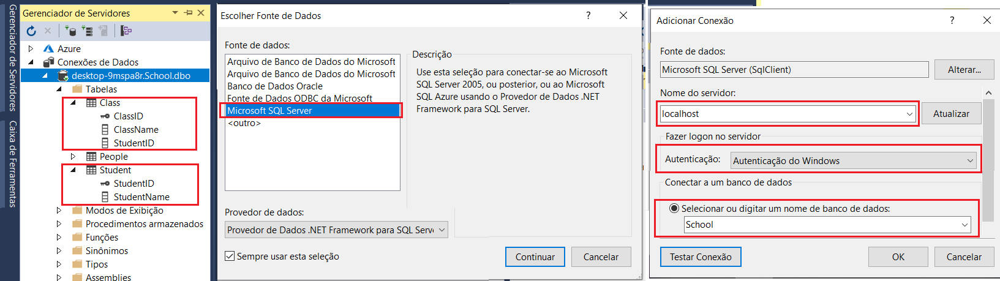 Gerenciador de Servidores
Caixa de Ferramentas
Gerenciador de Servidores
Azure
Conexões de Dados
desktop-9mspa8r.School.dbo
Tabelas
Class
ClassID
ClassName
StudentID
People
Student
StudentID
StudentName
Modos de Exibição
Procedimentos armazenados
Funções
Sinônimos
Tipos
Assemblies
Escolher Fonte de Dados
?
Fonte de dados:
Arquivo de Banco de Dados do Microsoft
Arquivo de Banco de Dados do Microsoft
Banco de Dados Oracle
Fonte de Dados ODBC da Microsoft
Microsoft SQL Server
<outro>
Descrição
Use esta seleção para conectar-se ao Microsoft
SQL Server 2005, ou posterior, ou ao Microsoft
SQL Azure usando o Provedor de Dados .NET
Framework para SQL Server.
Provedor de dados:
Provedor de Dados .NET Framework para SQL Serve
Sempre usar esta seleção
Continuar
Cancelar
Adicionar Conexão
?
Fonte de dados:
Microsoft SQL Server (SqlClient)
Alterar...
Nome do servidor:
localhost
Atualizar
Fazer logon no servidor
Autenticação:
Autenticação do Windows
Conectar a um banco de dados
Selecionar ou digitar um nome de banco de dados:
School
Testar Conexão
OK
Cancelar